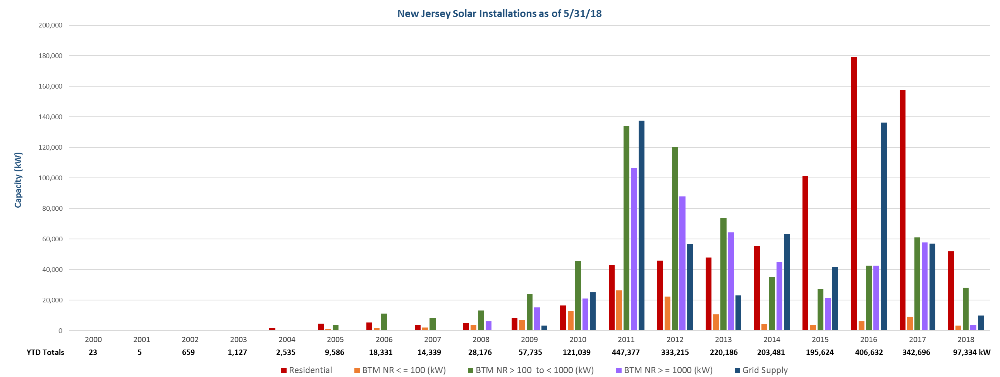 New Jersey Solar Installations as of 5/31/18
200,000
180,000
160,000
140,000
120,000
100,000
80,000
60,000
40,000
20,000
0
Capacity (kW)
2000 2001 2002 2003 2004 2005 2006 2007 2008 2009 2010 2011 2012 2013 2014 2015 2016 2017 2018
YTD Totals 23 5 659 1,127 2,535 9,586 18,331 14,339 28,176 57,735 121,039 447,377 333,215 220,186 203,481 195,624 406,632 342,696 97,334 kW
Residential BTM NR < = 100 (kW) BTM NR > 100 to < 1000 (kW) BTM NR > = 1000 (kW) Grid Supply